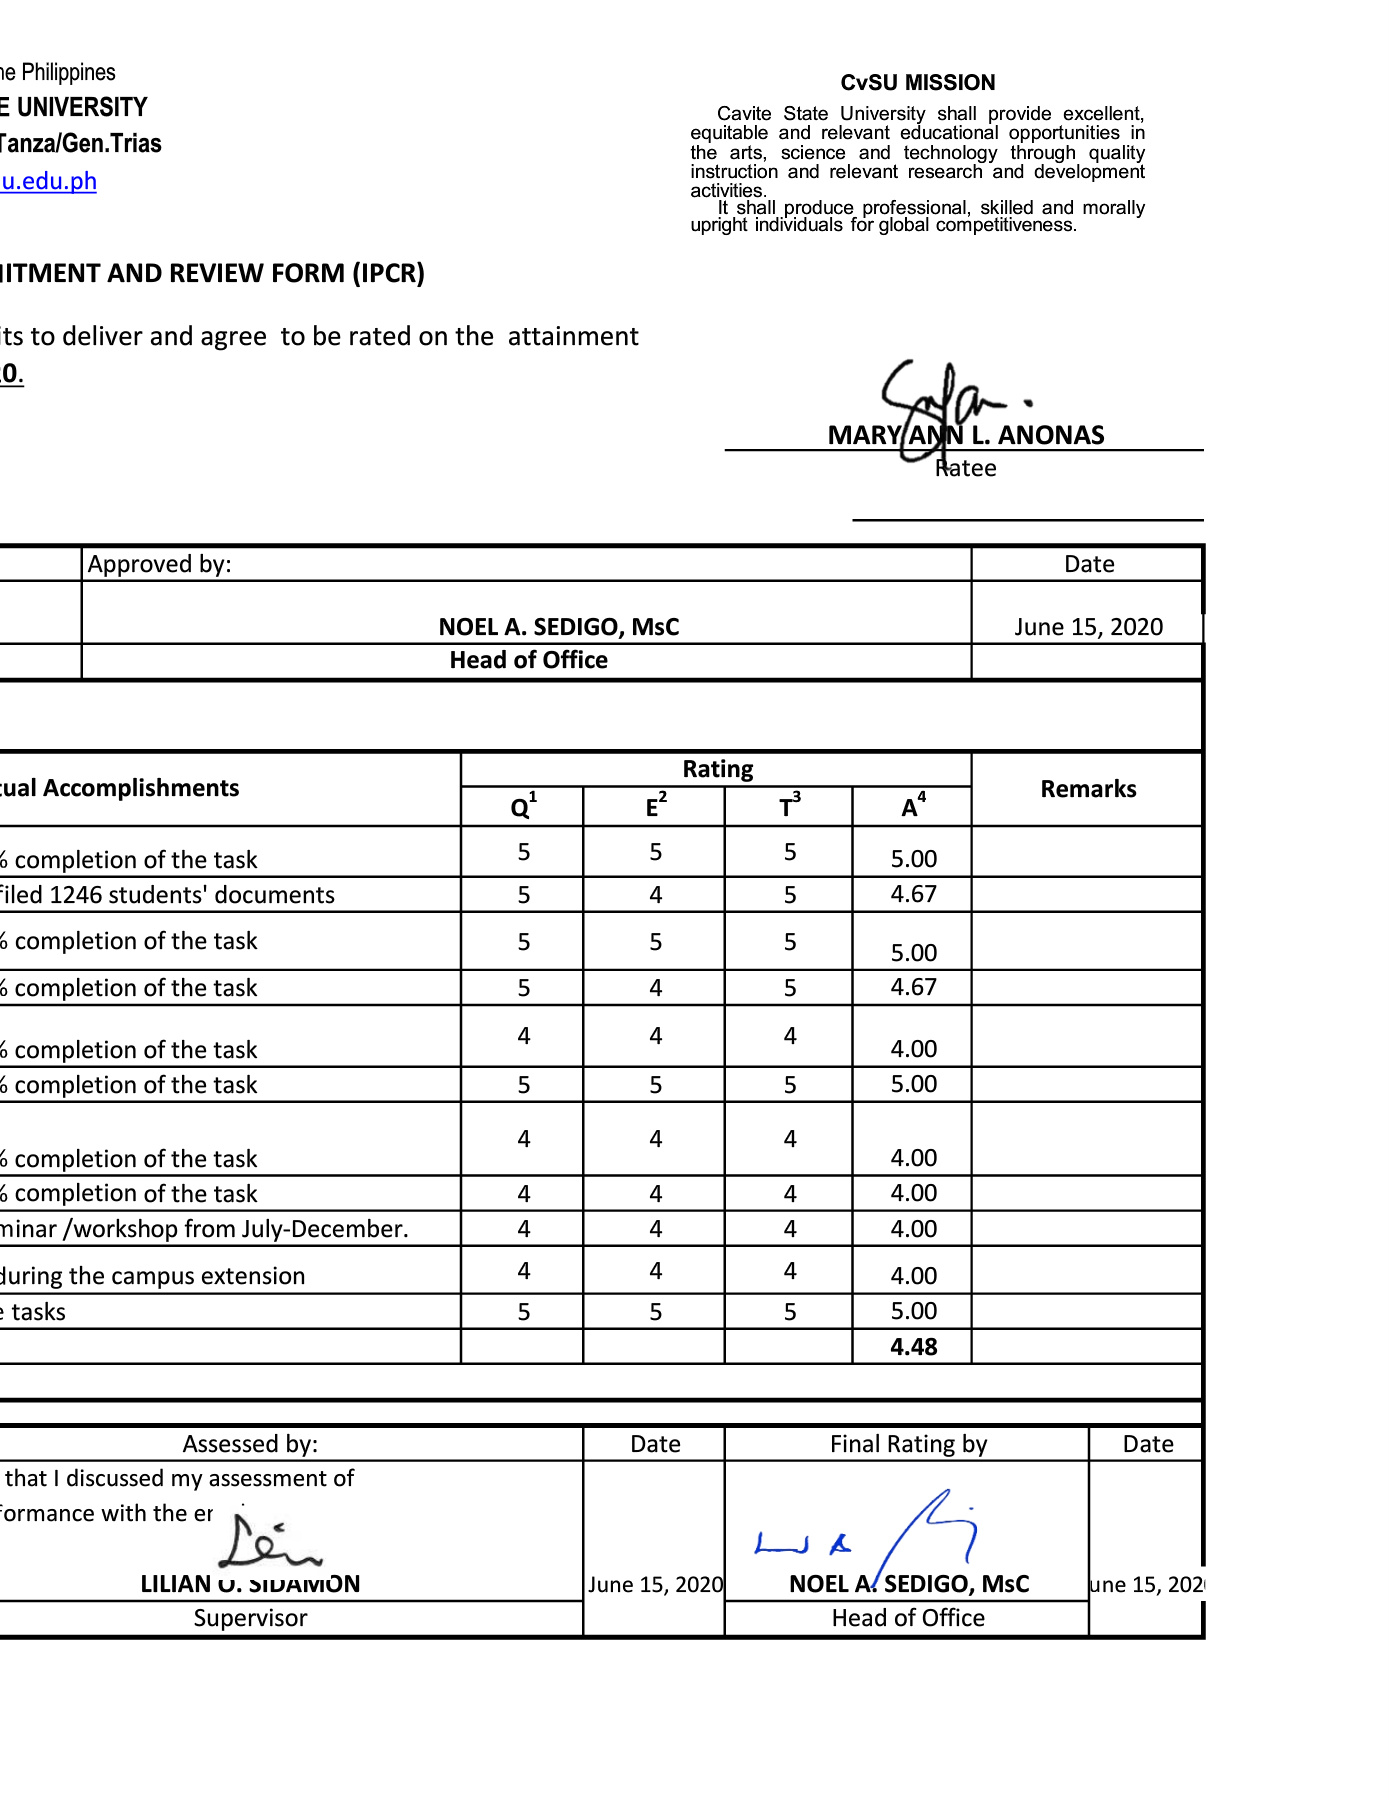 ne Philippines
E UNIVERSITY
Tanza/Gen.Trias
u.edu.ph
CvSU MISSION
Cavite State University shall provide excellent,
equitable and relevant educational opportunities in
the arts, science and technology through quality
instruction and relevant research and development
activities.
It shall produce professional, skilled and morally
upright individuals for global competitiveness.
IITMENT AND REVIEW FORM (IPCR)
its to deliver and agree to be rated on the attainment
20.
MARY ANN L. ANONAS
Ratee
Approved by: Date
NOEL A. SEDIGO, MsC June 15, 2020
Head of Office
tual Accomplishments Rating Remarks
Q1 E2 T3 A4
% completion of the task 5 5 5 5.00
filed 1246 students' documents 5 4 5 4.67
% completion of the task 5 5 5 5.00
% completion of the task 5 4 5 4.67
% completion of the task 4 4 4 4.00
% completion of the task 5 5 5 5.00
% completion of the task 4 4 4 4.00
% completion of the task 4 4 4 4.00
minar /workshop from July-December. 4 4 4 4.00
during the campus extension 4 4 4 4.00
e tasks 5 5 5 5.00
4.48
Assessed by: Date Final Rating by Date
that I discussed my assessment of
formance with the er
LILIAN O. SIDAMON June 15, 2020 NOEL A. SEDIGO, MsC une 15, 202
Supervisor Head of Office